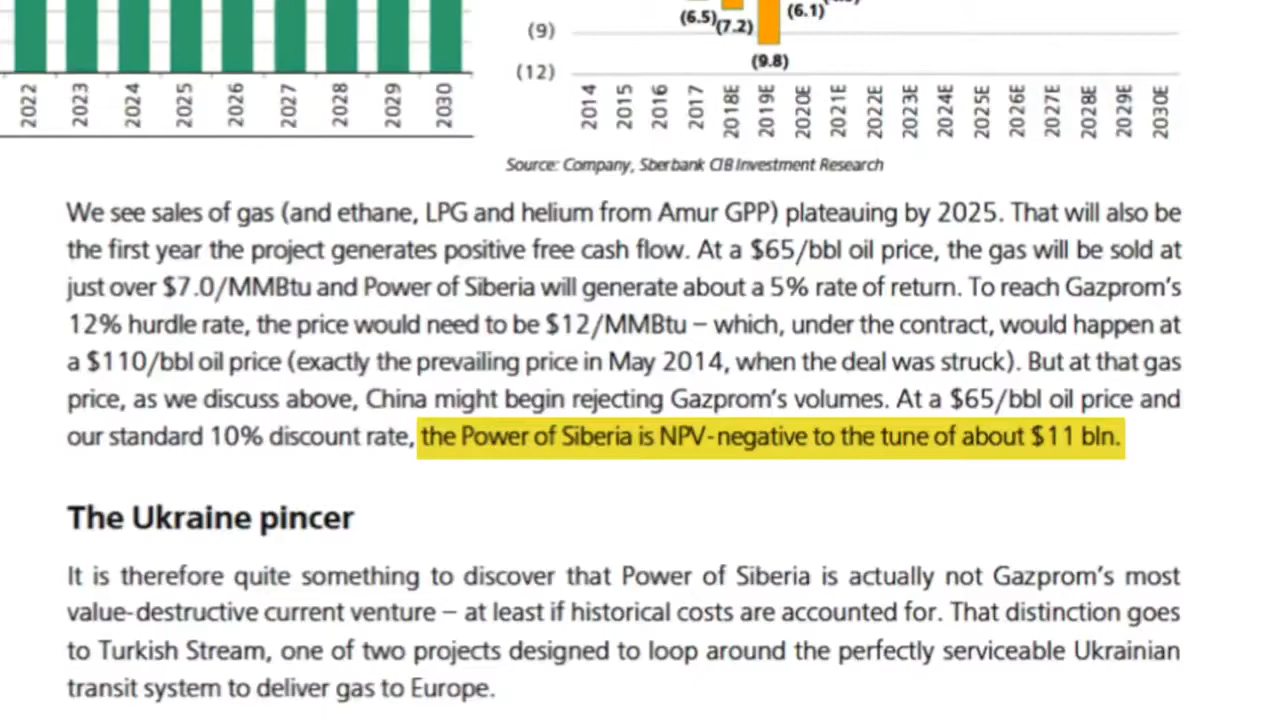 (6.5)
(7.2)
(6.1)
(9)
(9.8)
(12)
2022 2023 2024 2025 2026 2027 2028 2029 2030
2014 2015 2016 2017 2018E 2019E 2020E 2021E 2022E 2023E 2024E 2025E 2026E 2027E 2028E 2029E 2030E
Source: Company, Sberbank CIB Investment Research
We see sales of gas (and ethane, LPG and helium from Amur GPP) plateauing by 2025. That will also be
the first year the project generates positive free cash flow. At a $65/bbl oil price, the gas will be sold at
just over $7.0/MMBtu and Power of Siberia will generate about a 5% rate of return. To reach Gazprom's
12% hurdle rate, the price would need to be $12/MMBtu – which, under the contract, would happen at
a $110/bbl oil price (exactly the prevailing price in May 2014, when the deal was struck). But at that gas
price, as we discuss above, China might begin rejecting Gazprom's volumes. At a $65/bbl oil price and
our standard 10% discount rate, the Power of Siberia is NPV-negative to the tune of about $11 bln.
The Ukraine pincer
It is therefore quite something to discover that Power of Siberia is actually not Gazprom's most
value-destructive current venture – at least if historical costs are accounted for. That distinction goes
to Turkish Stream, one of two projects designed to loop around the perfectly serviceable Ukrainian
transit system to deliver gas to Europe.